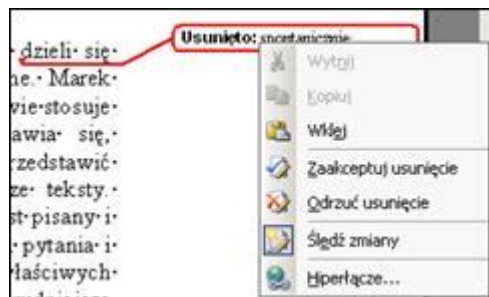 Usunięto: spontanicznie
· dzieli się·
ne.· Marek·
vie·stosuje·
awia· się,·
rzedstawić·
ze· teksty.·
st·pisany·i·
· pytania·i·
właściwych·
Wytnij
Kopiuj
Wklej
Zaakceptuj usunięcie
Odrzuć usunięcie
Śledź zmiany
Hiperłącze...